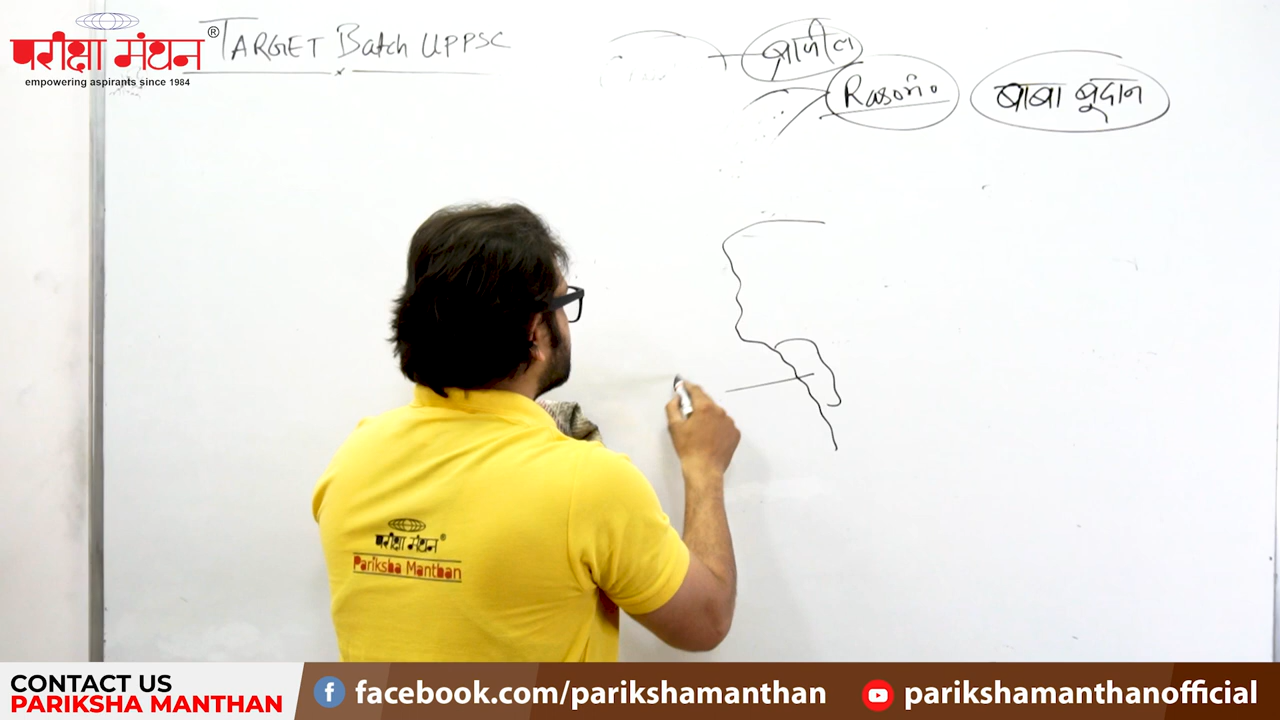 परीक्षा मंथन®
empowering aspirants since 1984
TARGET Batch UPPSC
ब्राजील
Rasorio
बाबा बूदान
परीक्षा मंथन®
Pariksha Manthan
CONTACT US
PARIKSHA MANTHAN
facebook.com/parikshamanthan
parikshamanthanofficial